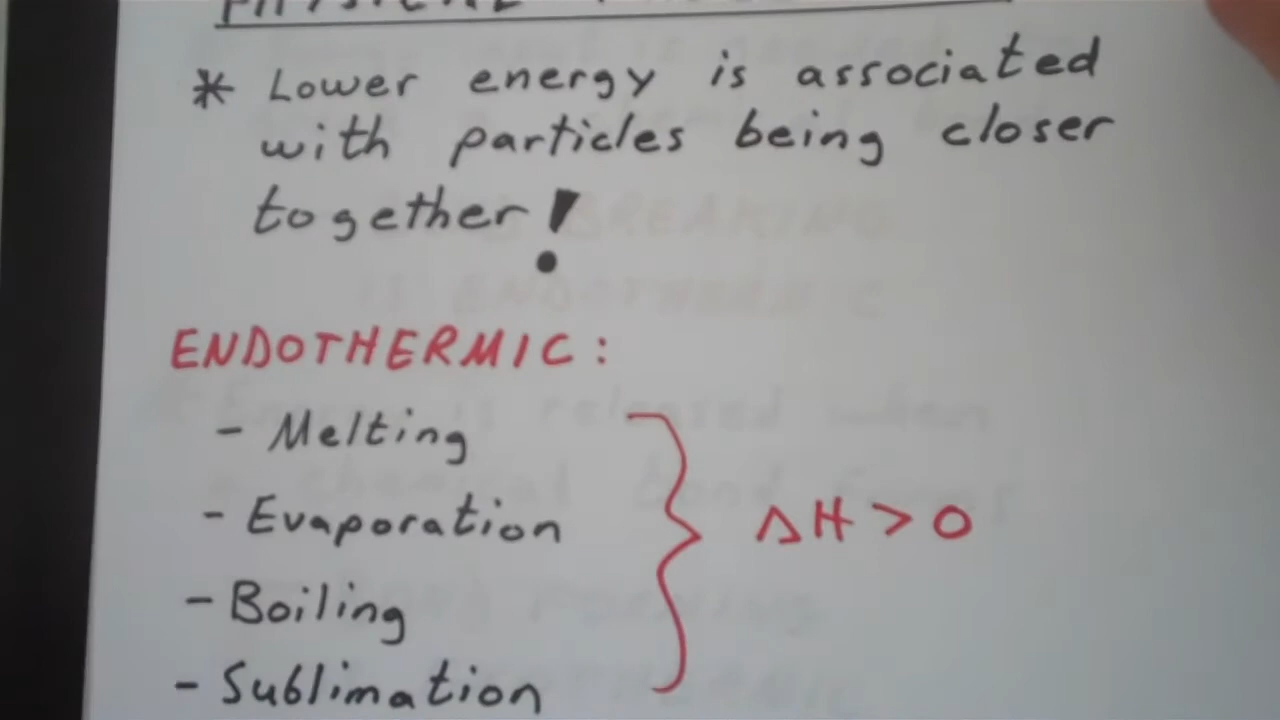 * Lower energy is associated
with particles being closer
together!
ENDOTHERMIC:
- Melting
- Evaporation
- Boiling
- Sublimation
ΔH > 0